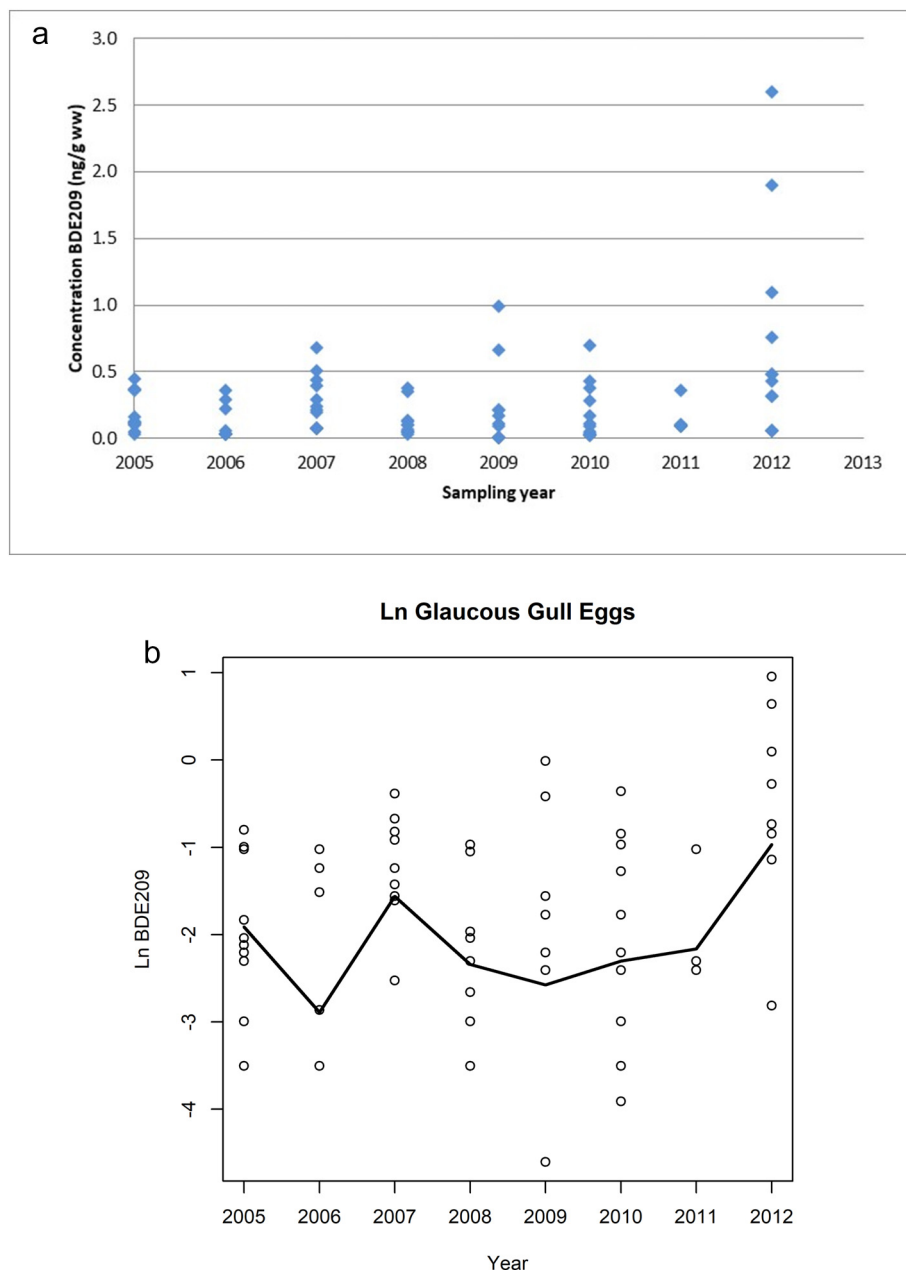 a
3.0
2.5
2.0
1.5
1.0
0.5
0.0
Concentration BDE209 (ng/g ww)
2005 2006 2007 2008 2009 2010 2011 2012 2013
Sampling year
Ln Glaucous Gull Eggs
b
1
0
-1
-2
-3
-4
Ln BDE209
2005 2006 2007 2008 2009 2010 2011 2012
Year